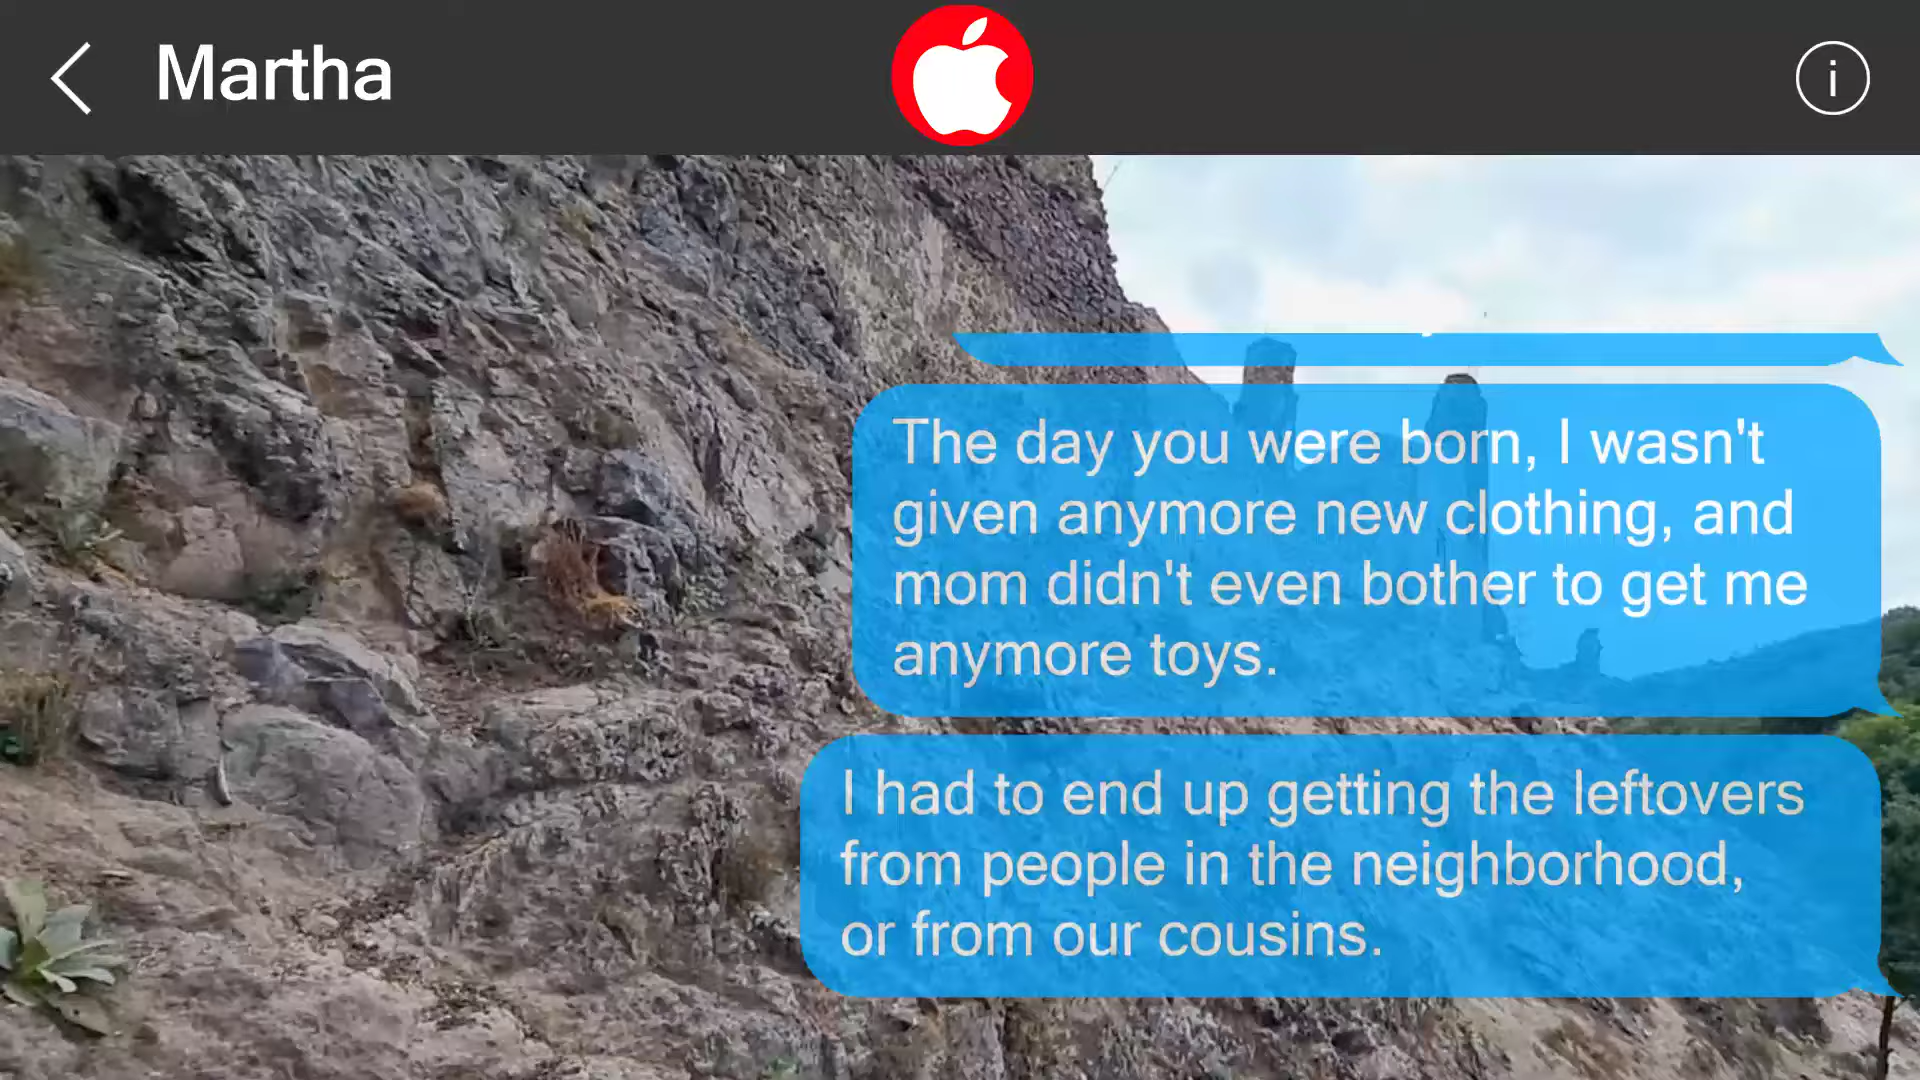 Martha
The day you were born, I wasn't
given anymore new clothing, and
mom didn't even bother to get me
anymore toys.
I had to end up getting the leftovers
from people in the neighborhood,
or from our cousins.